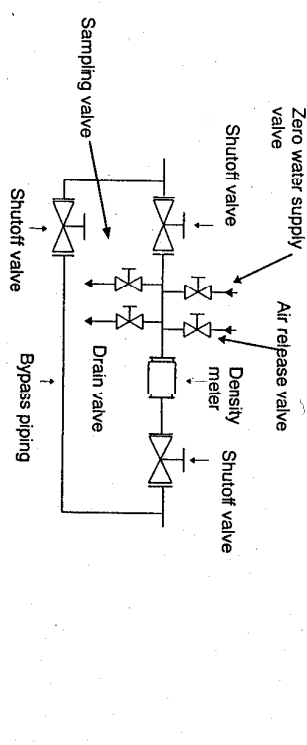 Zero water supply
valve
Air release valve
Shutoff valve
Density
meler
Shutoff valve
Sampling valve
Drain valve
Shutoff valve
Bypass piping